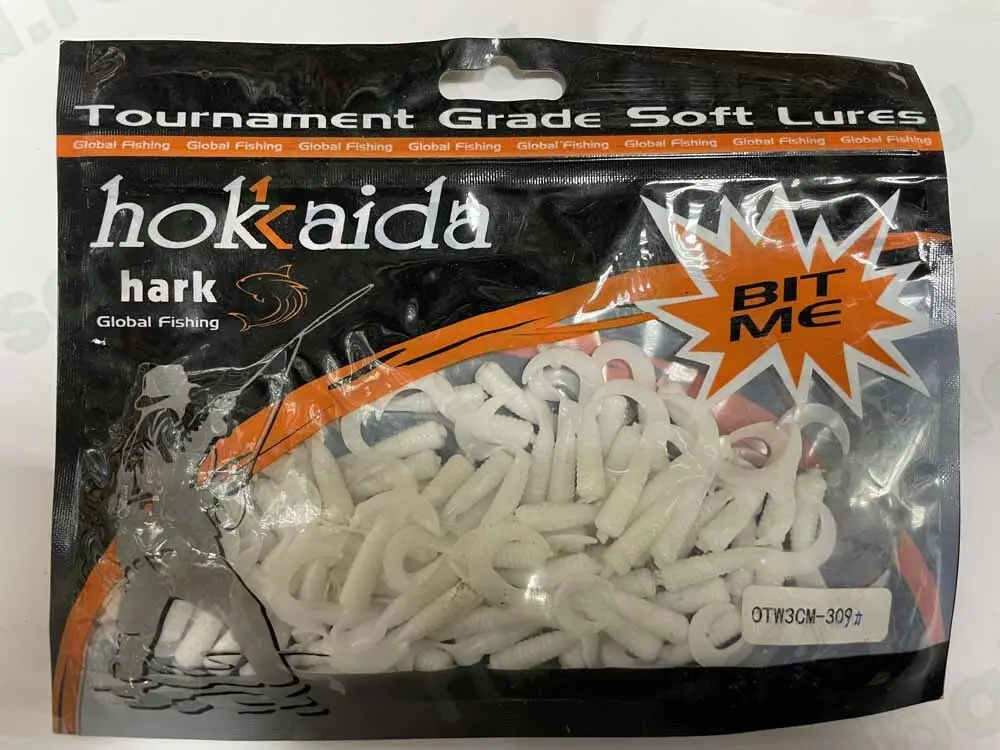 Tournament Grade Soft Lures
Global Fishing Global Fishing Global Fishing Global Fishing Global Fishing Global Fishing Global Fishing Global Fishing
hokkaida
hark
Global Fishing
BIT
ME
OTW3CM-309#